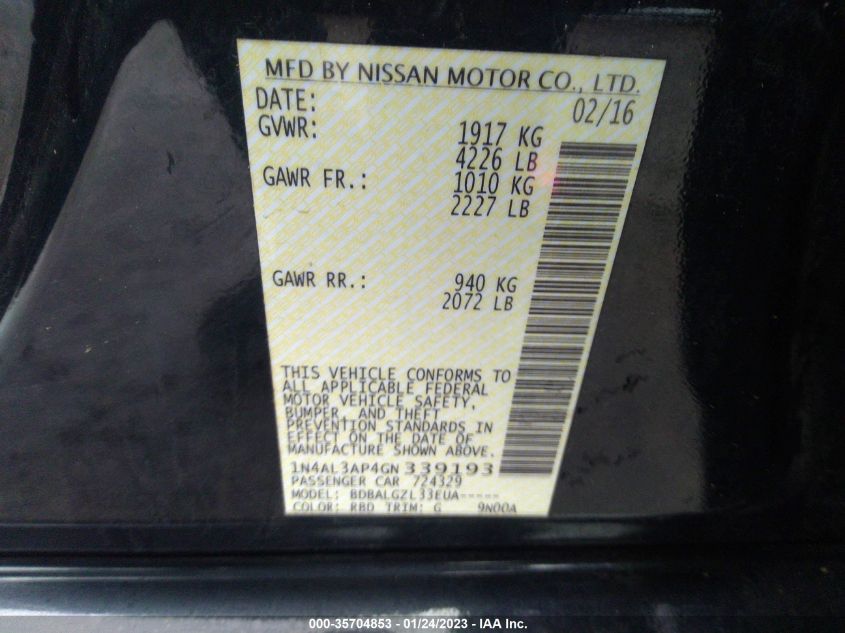 MFD BY NISSAN MOTOR CO., LTD.
DATE: 02/16
GVWR: 1917 KG
4226 LB
GAWR FR.: 1010 KG
2227 LB
GAWR RR.: 940 KG
2072 LB
THIS VEHICLE CONFORMS TO
ALL APPLICABLE FEDERAL
MOTOR VEHICLE SAFETY,
BUMPER, AND THEFT
PREVENTION STANDARDS IN
EFFECT ON THE DATE OF
MANUFACTURE SHOWN ABOVE.
1N4AL3AP4GN339193
PASSENGER CAR 724329
MODEL: BDBALGZL33EUA-----
COLOR: RBD TRIM: G 9N00A
000-35704853 - 01/24/2023 - IAA Inc.